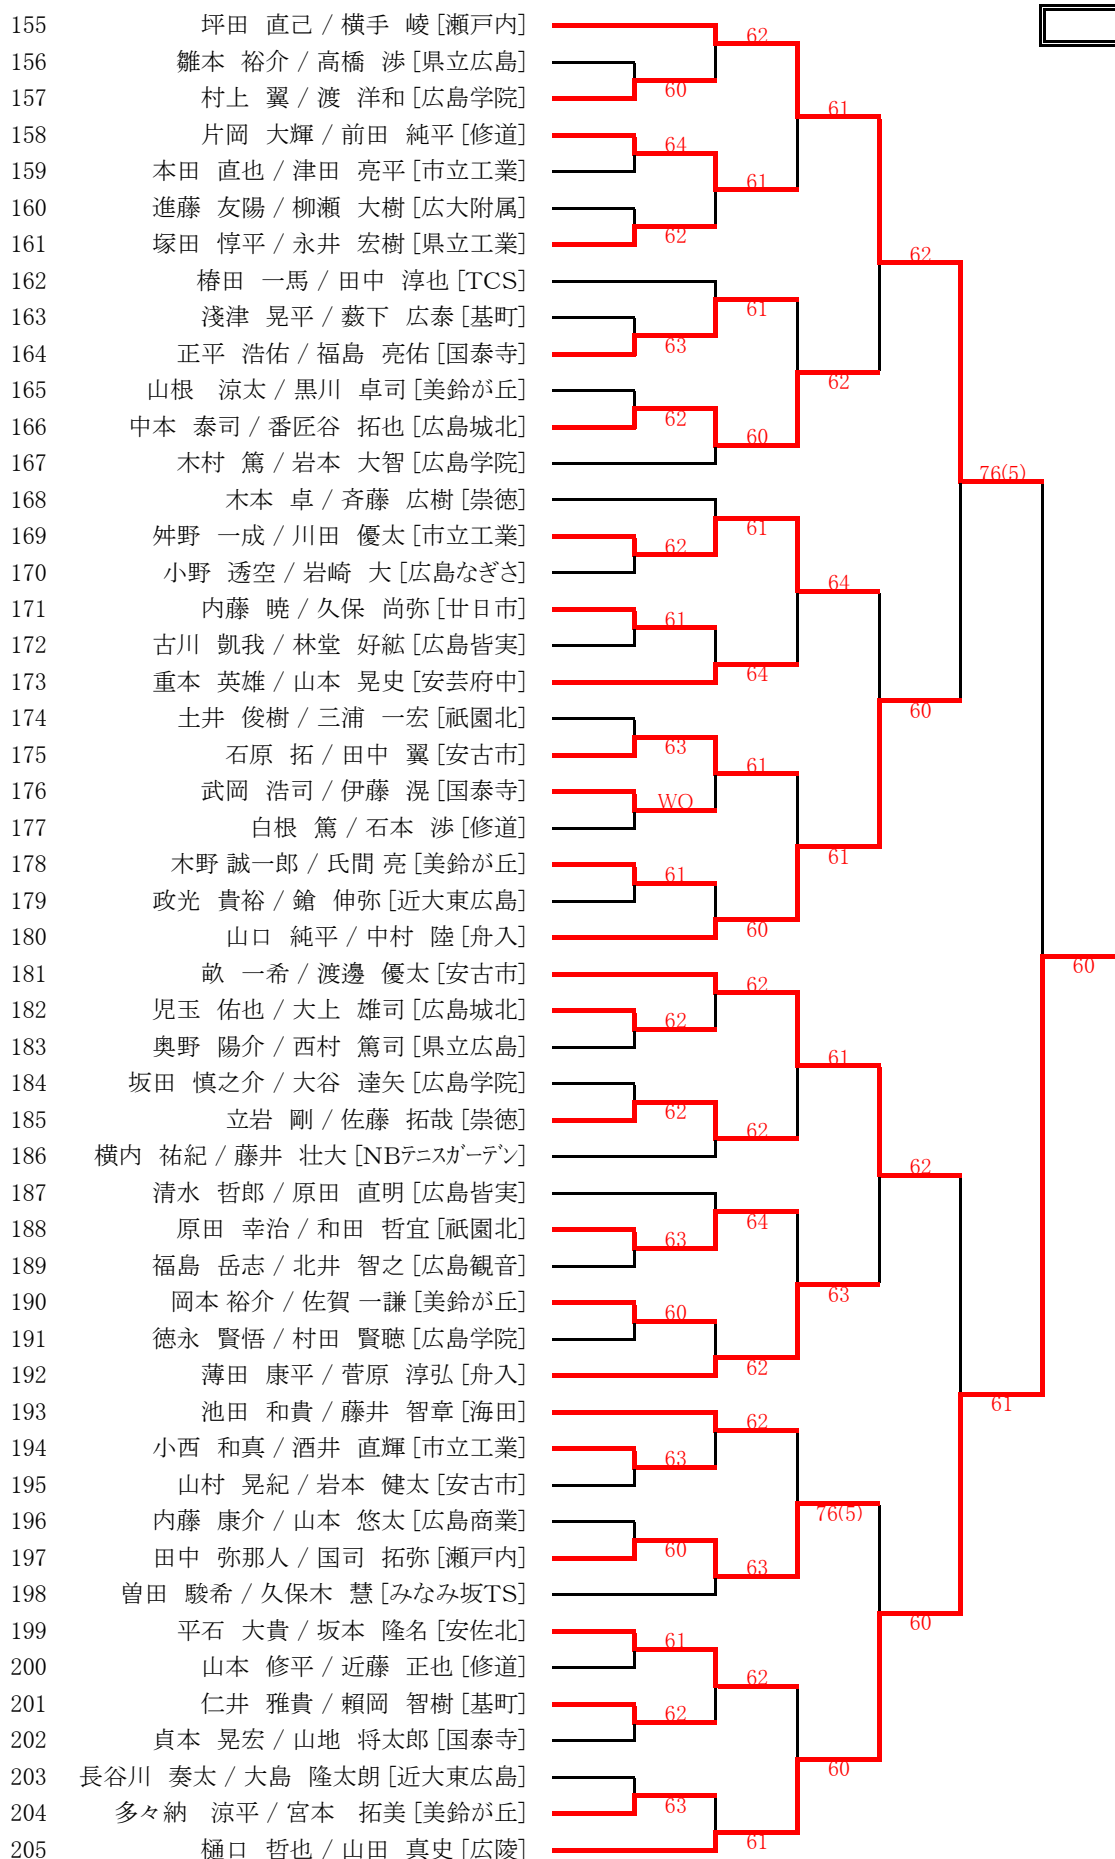 155 坪田 直己 / 横手 崚 [瀬戸内]
62
156 雛本 裕介 / 高橋 渉 [県立広島]
60
157 村上 翼 / 渡 洋和 [広島学院]
61
158 片岡 大輝 / 前田 純平 [修道]
64
159 本田 直也 / 津田 亮平 [市立工業]
61
160 進藤 友陽 / 柳瀬 大樹 [広大附属]
62
161 塚田 惇平 / 永井 宏樹 [県立工業]
62
162 椿田 一馬 / 田中 淳也 [TCS]
61
163 淺津 晃平 / 薮下 広泰 [基町]
63
164 正平 浩佑 / 福島 亮佑 [国泰寺]
62
165 山根 涼太 / 黒川 卓司 [美鈴が丘]
62
166 中本 泰司 / 番匠谷 拓也 [広島城北]
60
167 木村 篤 / 岩本 大智 [広島学院]
76(5)
168 木本 卓 / 斉藤 広樹 [崇徳]
61
169 舛野 一成 / 川田 優太 [市立工業]
62
170 小野 透空 / 岩崎 大 [広島なぎさ]
64
171 内藤 暁 / 久保 尚弥 [廿日市]
61
172 古川 凱我 / 林堂 好紘 [広島皆実]
64
173 重本 英雄 / 山本 晃史 [安芸府中]
60
174 土井 俊樹 / 三浦 一宏 [祇園北]
63
175 石原 拓 / 田中 翼 [安古市]
61
176 武岡 浩司 / 伊藤 滉 [国泰寺]
WO
177 白根 篤 / 石本 渉 [修道]
61
178 木野 誠一郎 / 氏間 亮 [美鈴が丘]
61
179 政光 貴裕 / 鎗 伸弥 [近大東広島]
60
180 山口 純平 / 中村 陸 [舟入]
60
181 畝 一希 / 渡邊 優太 [安古市]
62
182 児玉 佑也 / 大上 雄司 [広島城北]
62
183 奥野 陽介 / 西村 篤司 [県立広島]
61
184 坂田 慎之介 / 大谷 達矢 [広島学院]
62
185 立岩 剛 / 佐藤 拓哉 [崇徳]
62
186 横内 祐紀 / 藤井 壮大 [NBテニスガーデン]
62
187 清水 哲郎 / 原田 直明 [広島皆実]
64
188 原田 幸治 / 和田 哲宜 [祇園北]
63
189 福島 岳志 / 北井 智之 [広島観音]
63
190 岡本 裕介 / 佐賀 一謙 [美鈴が丘]
60
191 徳永 賢悟 / 村田 賢聴 [広島学院]
62
192 薄田 康平 / 菅原 淳弘 [舟入]
61
193 池田 和貴 / 藤井 智章 [海田]
62
194 小西 和真 / 酒井 直輝 [市立工業]
63
195 山村 晃紀 / 岩本 健太 [安古市]
76(5)
196 内藤 康介 / 山本 悠太 [広島商業]
60
197 田中 弥那人 / 国司 拓弥 [瀬戸内]
63
198 曽田 駿希 / 久保木 慧 [みなみ坂TS]
60
199 平石 大貴 / 坂本 隆名 [安佐北]
61
200 山本 修平 / 近藤 正也 [修道]
62
201 仁井 雅貴 / 頼岡 智樹 [基町]
62
202 貞本 晃宏 / 山地 将太郎 [国泰寺]
60
203 長谷川 奏太 / 大島 隆太朗 [近大東広島]
63
204 多々納 涼平 / 宮本 拓美 [美鈴が丘]
61
205 樋口 哲也 / 山田 真史 [広陵]